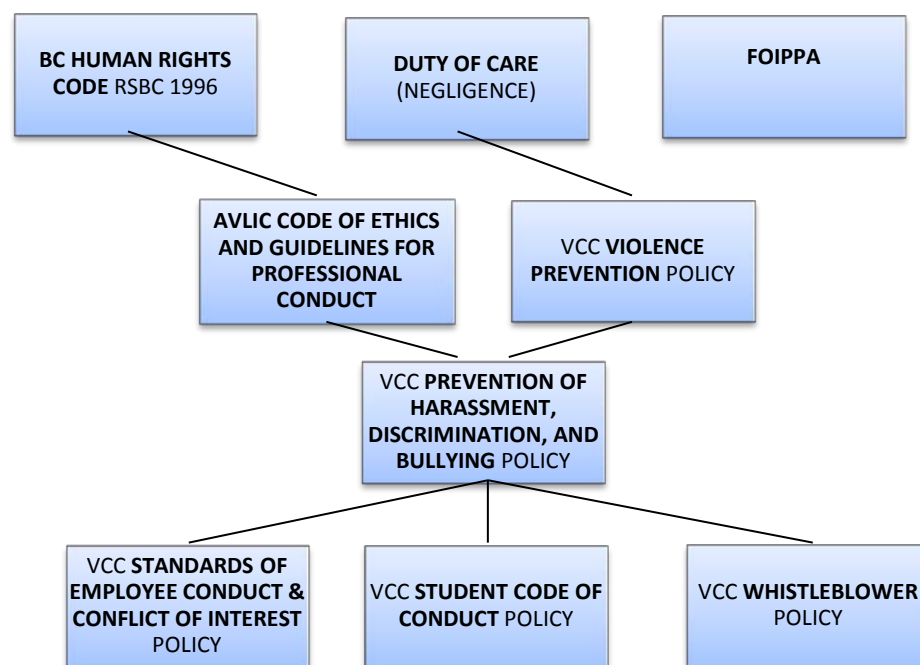 BC HUMAN RIGHTS
CODE RSBC 1996
DUTY OF CARE
(NEGLIGENCE)
FOIPPA
AVLIC CODE OF ETHICS
AND GUIDELINES FOR
PROFESSIONAL
CONDUCT
VCC VIOLENCE
PREVENTION POLICY
VCC PREVENTION OF
HARASSMENT,
DISCRIMINATION, AND
BULLYING POLICY
VCC STANDARDS OF
EMPLOYEE CONDUCT &
CONFLICT OF INTEREST
POLICY
VCC STUDENT CODE OF
CONDUCT POLICY
VCC WHISTLEBLOWER
POLICY